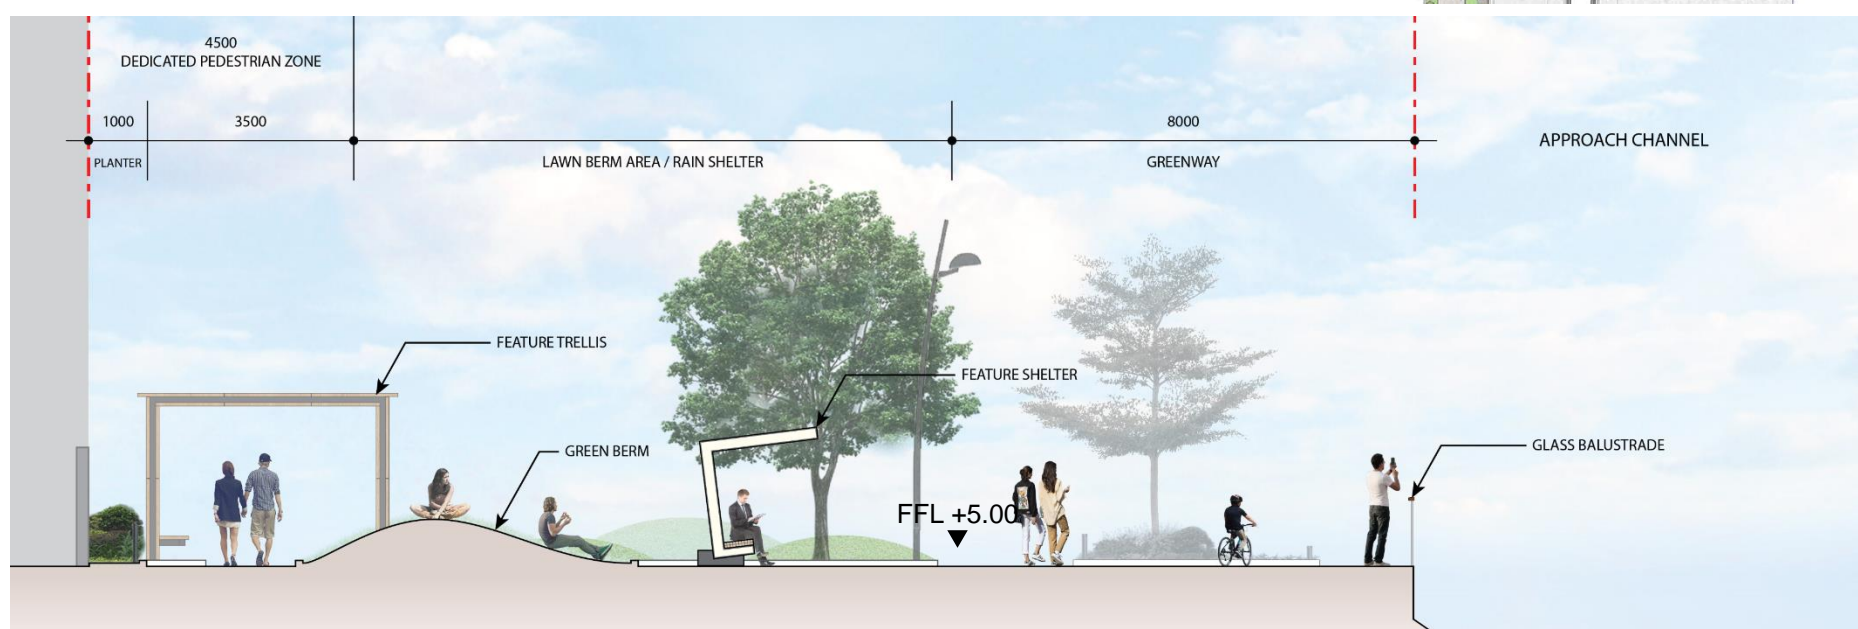 4500
DEDICATED PEDESTRIAN ZONE
1000
3500
8000
PLANTER
LAWN BERM AREA / RAIN SHELTER
GREENWAY
APPROACH CHANNEL
FEATURE TRELLIS
FEATURE SHELTER
GREEN BERM
GLASS BALUSTRADE
FFL +5.00